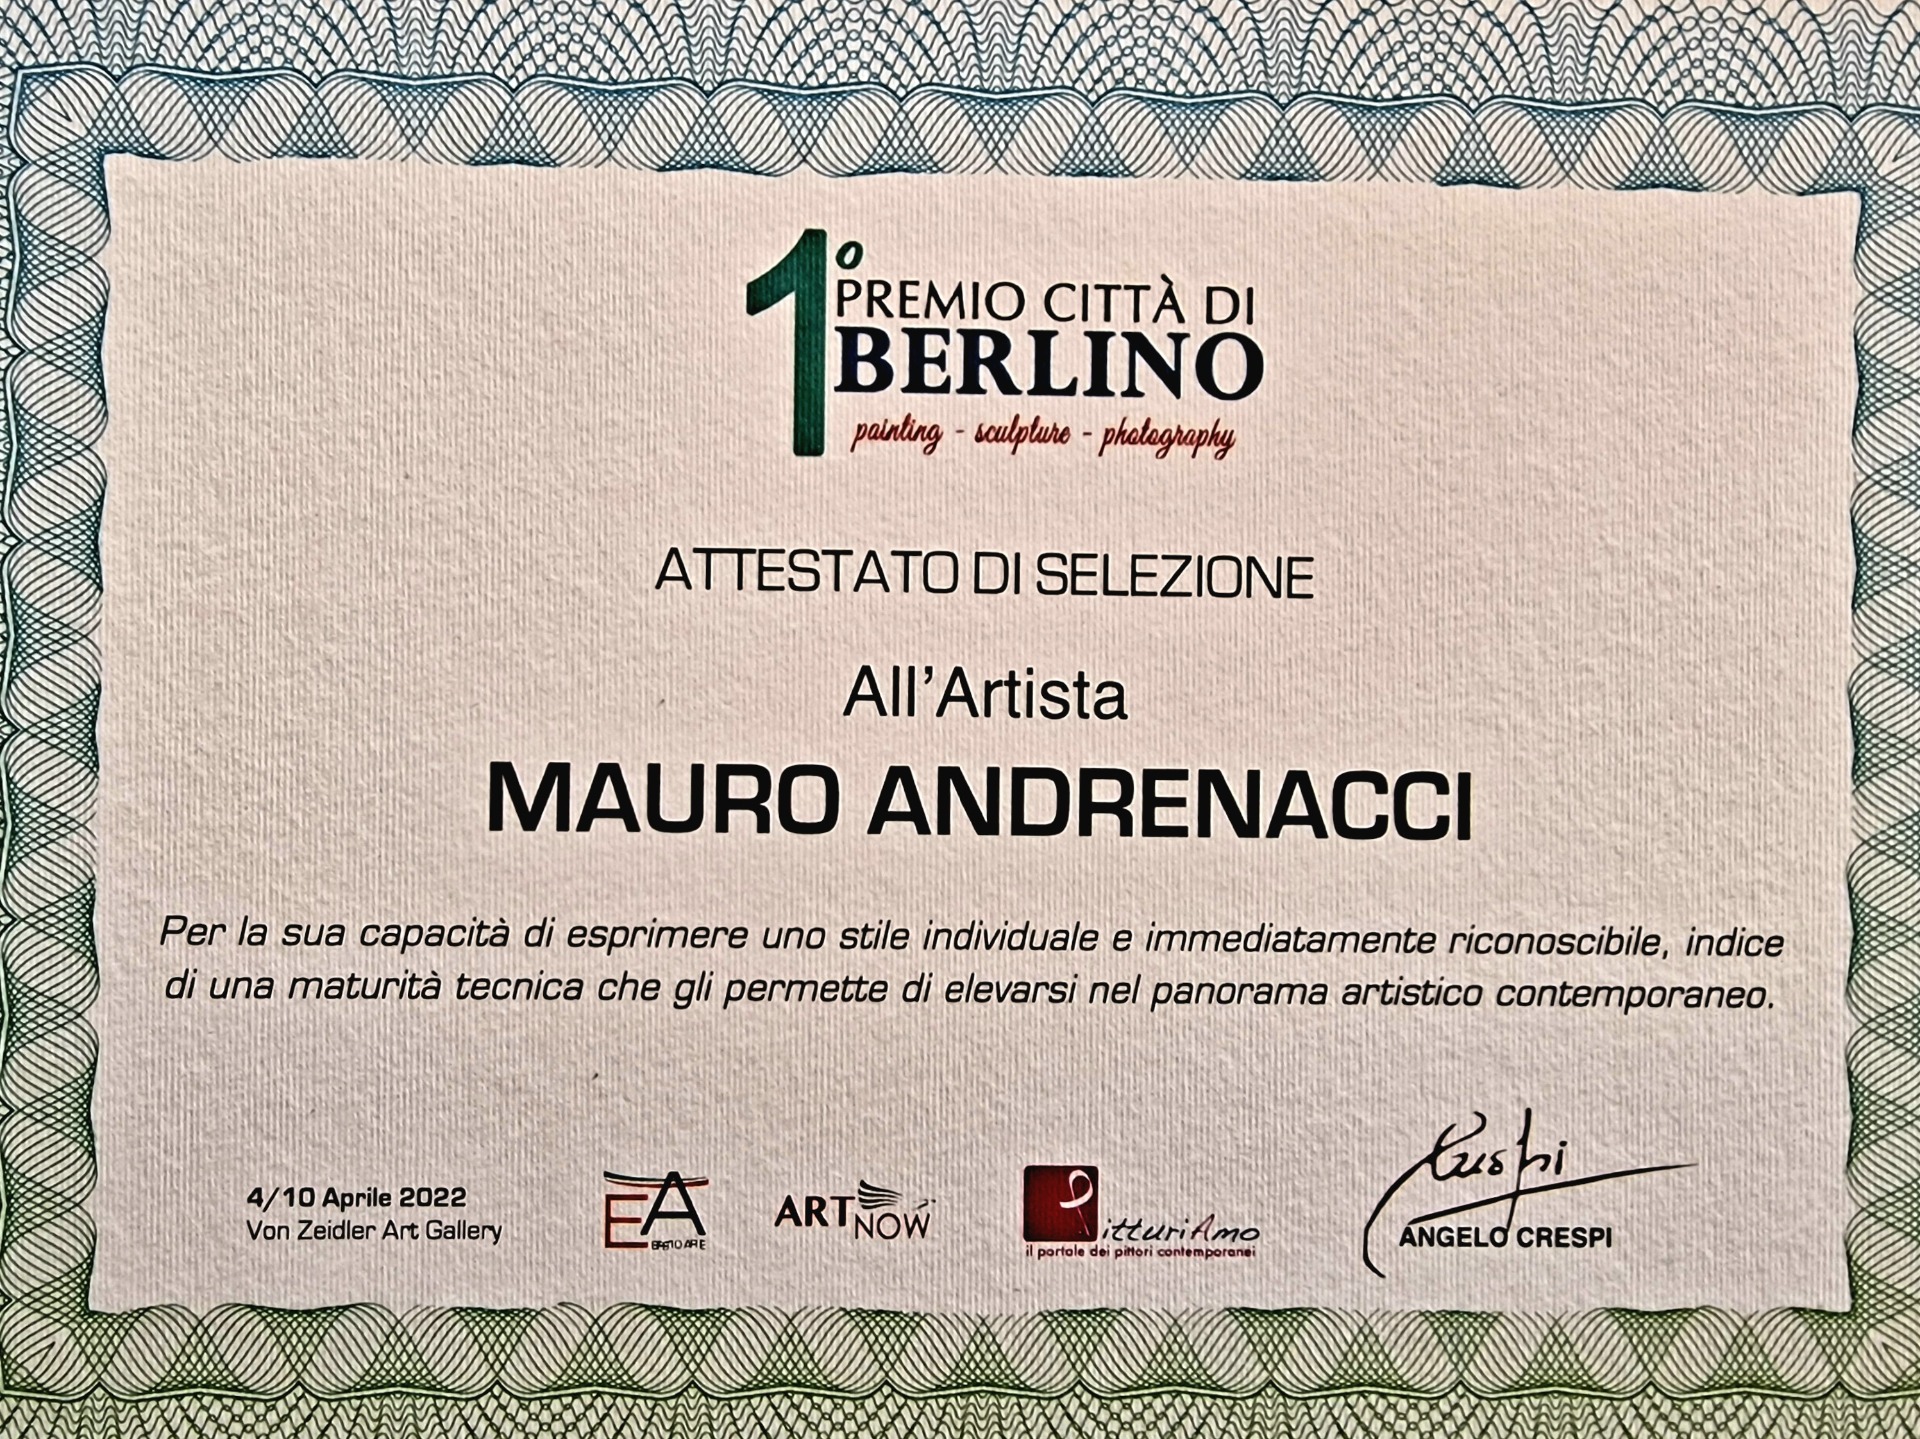 1° PREMIO CITTÀ DI
BERLINO
painting - sculpture - photography
ATTESTATO DI SELEZIONE
All'Artista
MAURO ANDRENACCI
Per la sua capacità di esprimere uno stile individuale e immediatamente riconoscibile, indice
di una maturità tecnica che gli permette di elevarsi nel panorama artistico contemporaneo.
4/10 Aprile 2022
Von Zeidler Art Gallery
EA
ART NOW
PitturiAmo
il portale dei pittori contemporanei
Crespi
ANGELO CRESPI